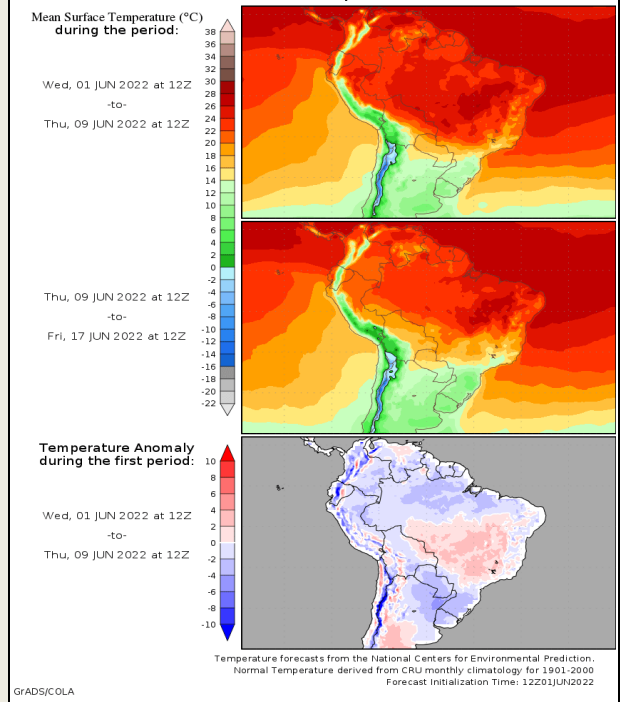 Mean Surface Temperature (°C)
during the period:
Wed, 01 JUN 2022 at 12Z
-to-
Thu, 09 JUN 2022 at 12Z
38
36
34
32
30
28
26
24
22
20
18
16
14
12
10
8
6
4
2
0
-2
-4
-6
-8
-10
-12
-14
-16
-18
-20
-22
Thu, 09 JUN 2022 at 12Z
-to-
Fri, 17 JUN 2022 at 12Z
Temperature Anomaly
during the first period:
Wed, 01 JUN 2022 at 12Z
-to-
Thu, 09 JUN 2022 at 12Z
10
8
6
4
2
0
-2
-4
-6
-8
-10
Temperature forecasts from the National Centers for Environmental Prediction.
Normal Temperature derived from CRU monthly climatology for 1901-2000
Forecast Initialization Time: 12Z01JUN2022
GrADS/COLA